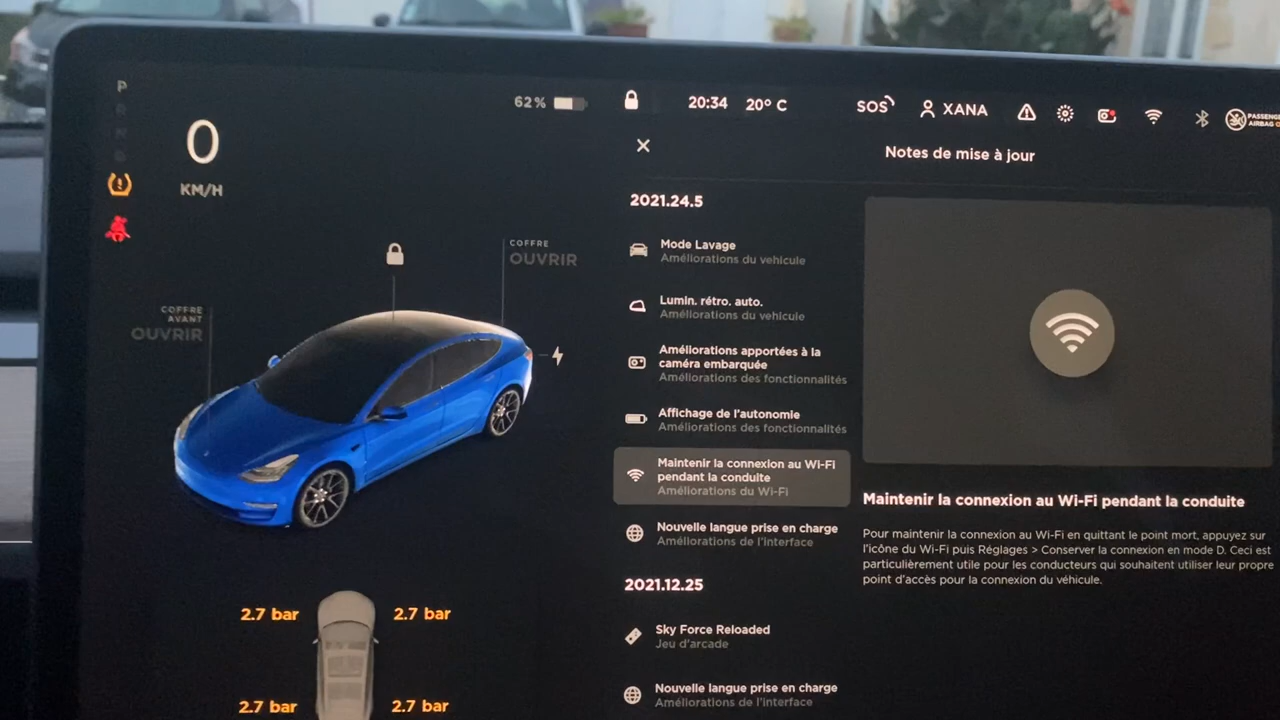 P
R
N
D
0
KM/H
62 %
20:34
20° C
SOS
XANA
PASSENGER
AIRBAG
COFFRE
OUVRIR
COFFRE
AVANT
OUVRIR
2.7 bar
2.7 bar
2.7 bar
2.7 bar
Notes de mise à jour
2021.24.5
Mode Lavage
Améliorations du vehicule
Lumin. rétro. auto.
Améliorations du vehicule
Améliorations apportées à la
caméra embarquée
Améliorations des fonctionnalités
Affichage de l'autonomie
Améliorations des fonctionnalités
Maintenir la connexion au Wi-Fi
pendant la conduite
Améliorations du Wi-Fi
Nouvelle langue prise en charge
Améliorations de l'interface
2021.12.25
Sky Force Reloaded
Jeu d'arcade
Nouvelle langue prise en charge
Améliorations de l'interface
Maintenir la connexion au Wi-Fi pendant la conduite
Pour maintenir la connexion au Wi-Fi en quittant le point mort, appuyez sur
l'icône du Wi-Fi puis Réglages > Conserver la connexion en mode D. Ceci est
particulièrement utile pour les conducteurs qui souhaitent utiliser leur propre
point d'accès pour la connexion du véhicule.